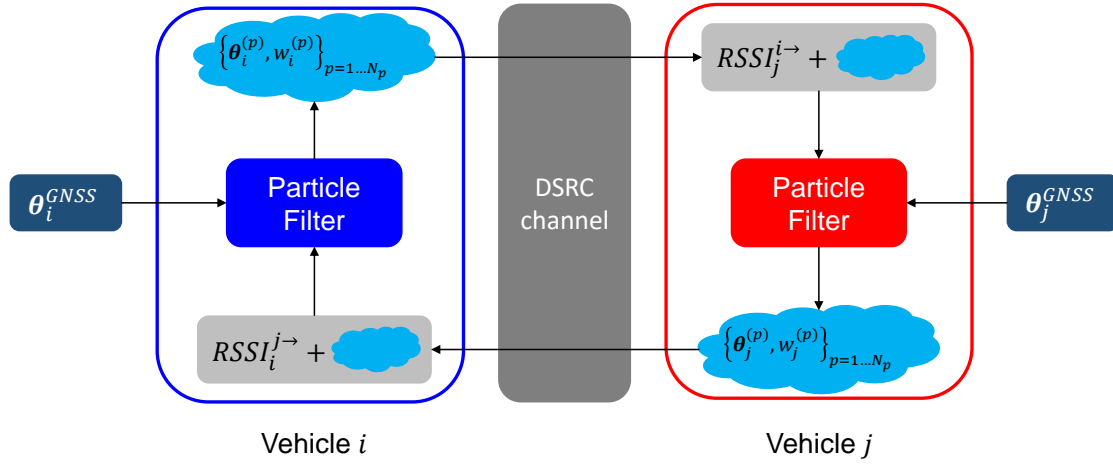 {𝜽_i^(p), w_i^(p)}_{p=1…N_p}
RSSI_j^{i→} +
Particle
Filter
𝜽_i^{GNSS}
DSRC
channel
Particle
Filter
𝜽_j^{GNSS}
RSSI_i^{j→} +
{𝜽_j^(p), w_j^(p)}_{p=1…N_p}
Vehicle i
Vehicle j